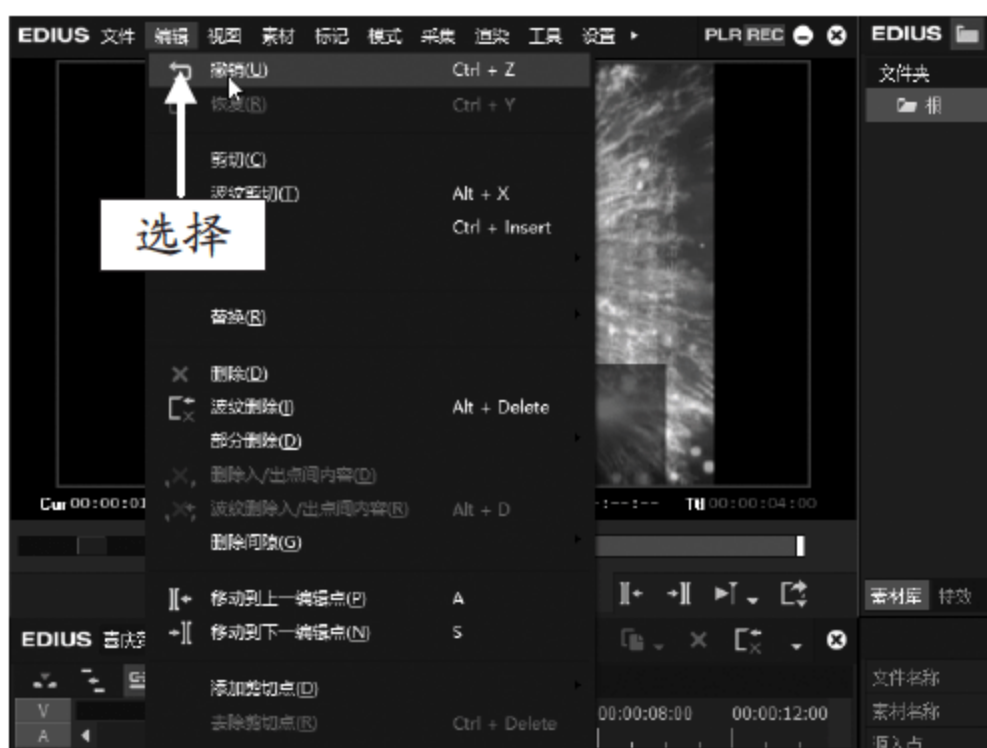 EDIUS 文件 编辑 视图 素材 标记 模式 采集 渲染 工具 设置 PLR REC
EDIUS
文件夹
根
撤销(U) Ctrl + Z
恢复(R) Ctrl + Y
剪切(C)
波纹剪切(T) Alt + X
Ctrl + Insert
选择
替换(R)
删除(D)
波纹删除(I) Alt + Delete
部分删除(D)
删除入/出点间内容(D)
波纹删除入/出点间内容(R) Alt + D
删除间隙(G)
Cur 00:00:01
--:-- Ttl 00:00:04:00
移动到上一编辑点(P) A
移动到下一编辑点(N) S
素材库 特效
EDIUS 喜庆
添加剪切点(D)
去除剪切点(R) Ctrl + Delete
V
A
00:00:08:00 00:00:12:00
文件名称
素材名称
源入点